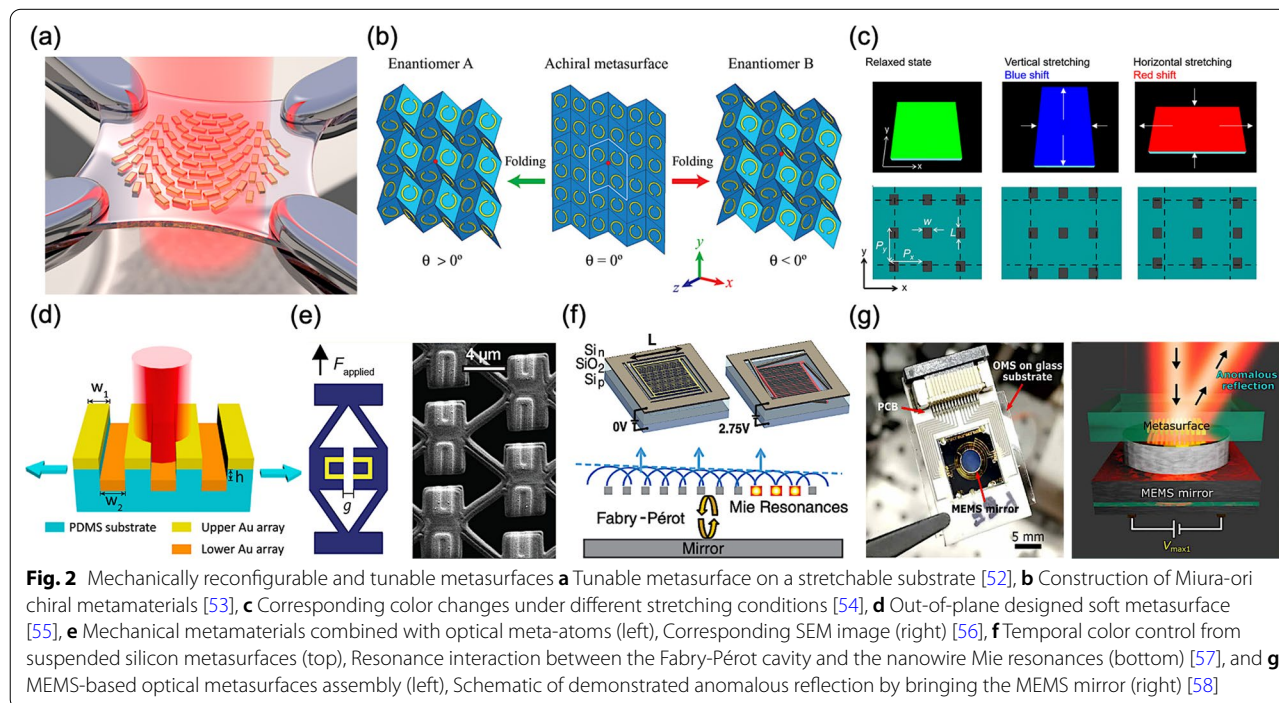 (a)
(b)
Enantiomer A
Achiral metasurface
Enantiomer B
Folding
Folding
θ > 0°
θ = 0°
θ < 0°
y
z
x
(c)
Relaxed state
Vertical stretching
Blue shift
Horizontal stretching
Red shift
y
x
w
L
Py
Px
y
x
(d)
w1
w2
h
PDMS substrate
Upper Au array
Lower Au array
(e)
Fapplied
g
4 μm
(f)
L
Sin
SiO2
Sip
0V
2.75V
Fabry-Pérot
Mie Resonances
Mirror
(g)
OMS on glass
substrate
PCB
MEMS mirror
5 mm
Anomalous
reflection
Metasurface
MEMS mirror
Vmax1
Fig. 2 Mechanically reconfigurable and tunable metasurfaces a Tunable metasurface on a stretchable substrate [52], b Construction of Miura-ori
chiral metamaterials [53], c Corresponding color changes under different stretching conditions [54], d Out-of-plane designed soft metasurface
[55], e Mechanical metamaterials combined with optical meta-atoms (left), Corresponding SEM image (right) [56], f Temporal color control from
suspended silicon metasurfaces (top), Resonance interaction between the Fabry-Pérot cavity and the nanowire Mie resonances (bottom) [57], and g
MEMS-based optical metasurfaces assembly (left), Schematic of demonstrated anomalous reflection by bringing the MEMS mirror (right) [58]